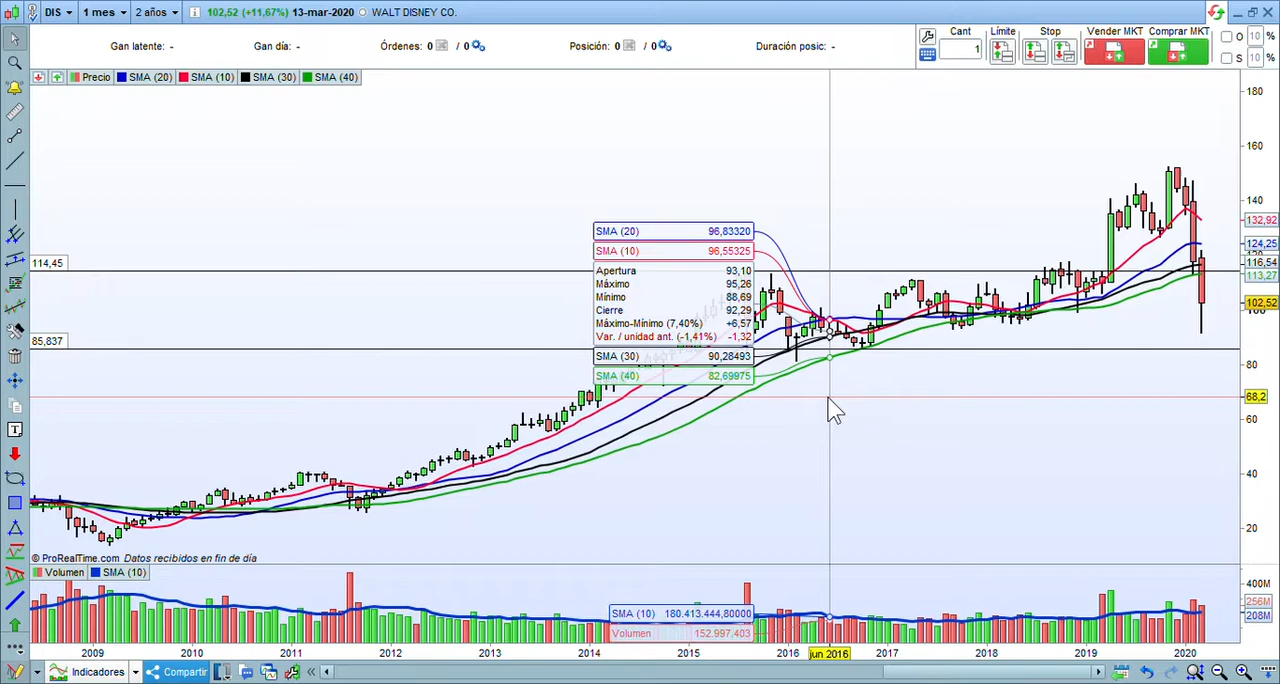 DIS 1 mes 2 años 102,52 (+11,67%) 13-mar-2020 WALT DISNEY CO.
Gan latente: - Gan día: - Órdenes: 0 / 0 Posición: 0 / 0 Duración posic: -
Cant Límite Stop Vender MKT Comprar MKT O 10 %
1 S 10 %
Precio SMA (20) SMA (10) SMA (30) SMA (40)
180
160
140
132,92
124,25
116,54
113,27
102,52
100
80
68,2
60
40
20
114,45
85,837
SMA (20) 96,83320
SMA (10) 96,55325
Apertura 93,10
Máximo 95,26
Mínimo 88,69
Cierre 92,29
Máximo-Mínimo (7,40%) +6,57
Var. / unidad ant. (-1,41%) -1,32
SMA (30) 90,28493
SMA (40) 82,69975
© ProRealTime.com Datos recibidos en fin de día
Volumen SMA (10)
400M
256M
208M
SMA (10) 180.413.444,80000
Volumen 152.997.403
2009 2010 2011 2012 2013 2014 2015 2016 jun 2016 2017 2018 2019 2020
Indicadores Compartir